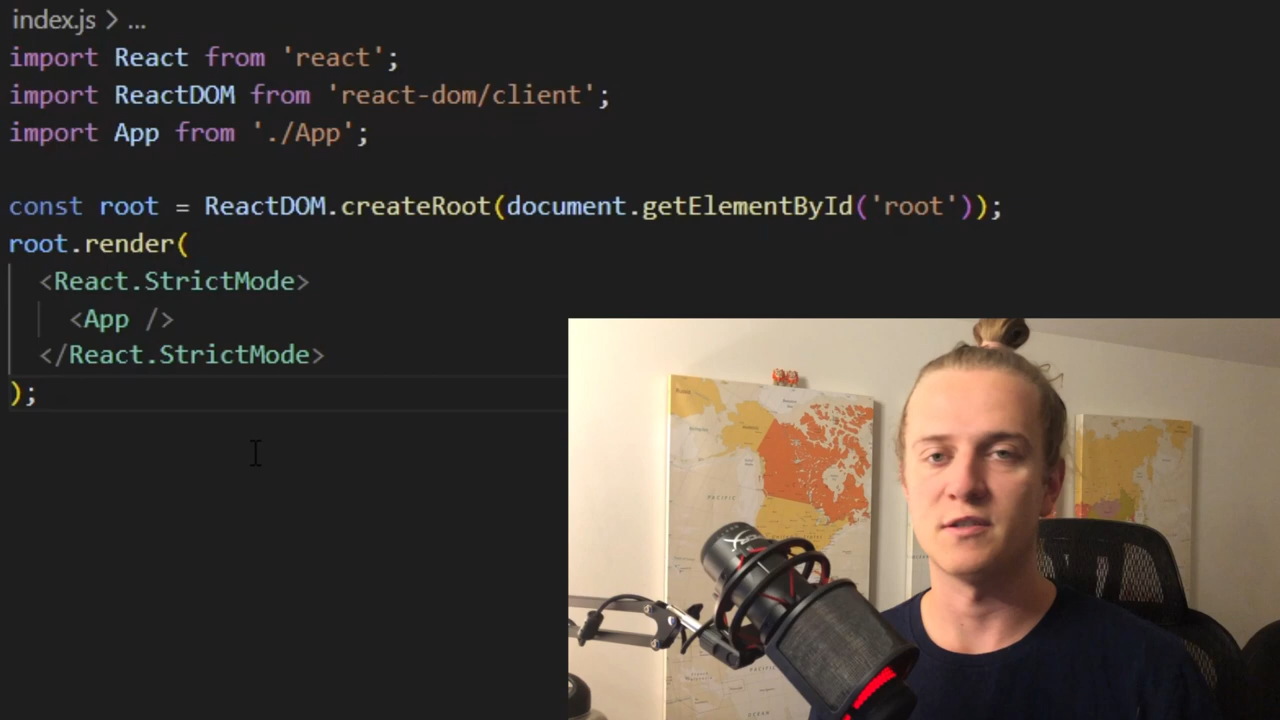 index.js > ...
import React from 'react';
import ReactDOM from 'react-dom/client';
import App from './App';
const root = ReactDOM.createRoot(document.getElementById('root'));
root.render(
<React.StrictMode>
<App />
</React.StrictMode>
);
PACIFIC